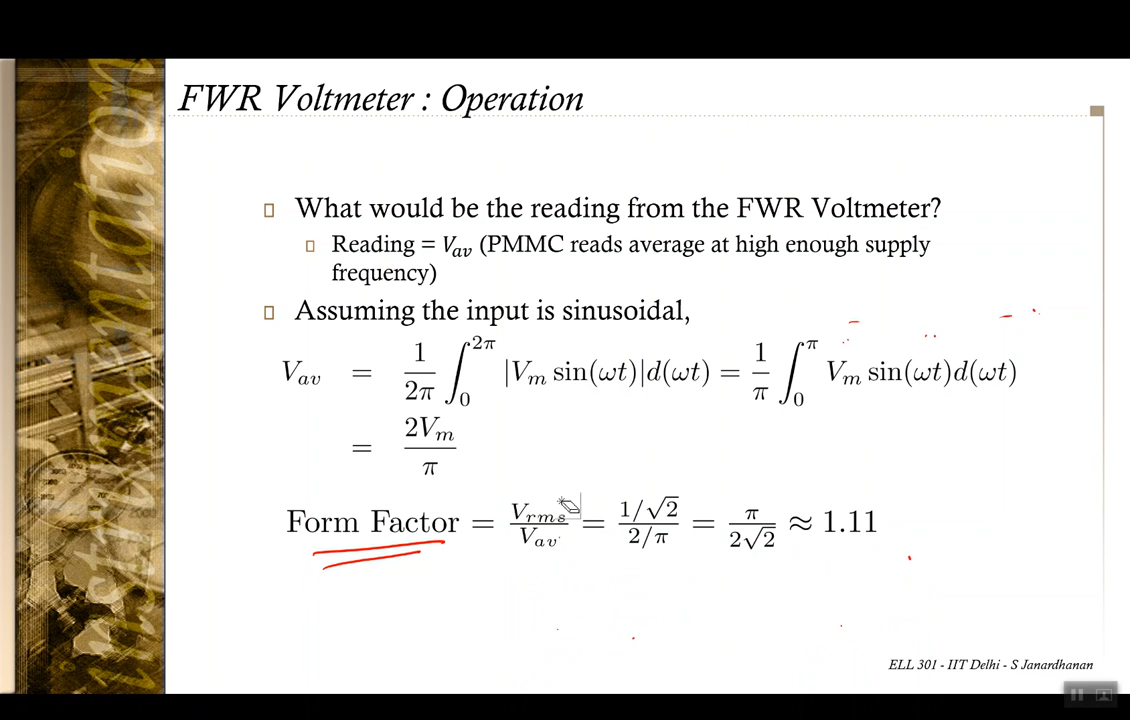 FWR Voltmeter : Operation
What would be the reading from the FWR Voltmeter?
Reading = V_av (PMMC reads average at high enough supply
frequency)
Assuming the input is sinusoidal,
V_av = 1/2π ∫_0^2π |V_m sin(ωt)|d(ωt) = 1/π ∫_0^π V_m sin(ωt)d(ωt)
= 2V_m/π
Form Factor = V_rms/V_av = 1/√2/2/π = π/2√2 ≈ 1.11
ELL 301 - IIT Delhi - S Janardhanan